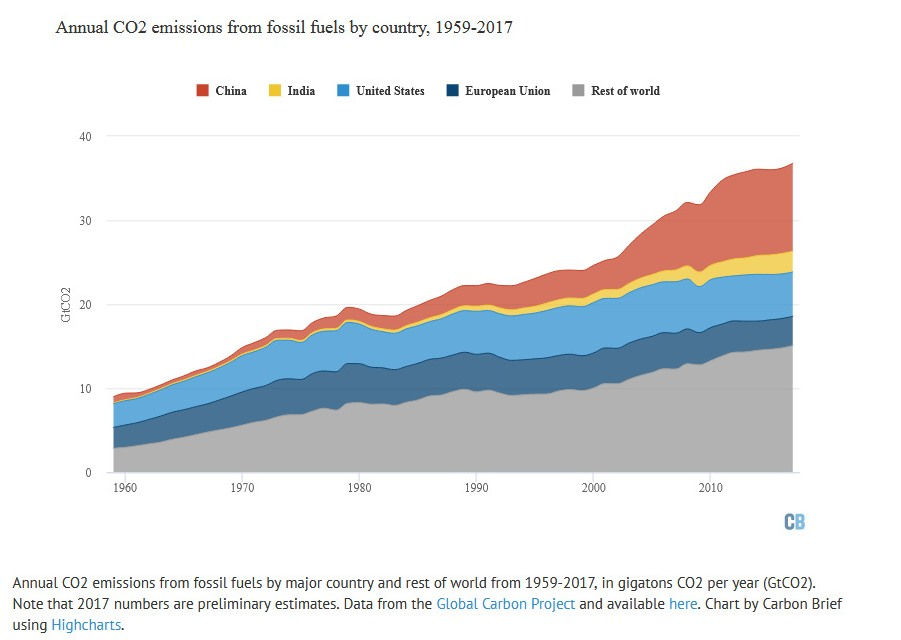 Annual CO2 emissions from fossil fuels by country, 1959-2017
China India United States European Union Rest of world
40
30
20
10
0
GtCO2
1960 1970 1980 1990 2000 2010
CB
Annual CO2 emissions from fossil fuels by major country and rest of world from 1959-2017, in gigatons CO2 per year (GtCO2).
Note that 2017 numbers are preliminary estimates. Data from the Global Carbon Project and available here. Chart by Carbon Brief
using Highcharts.